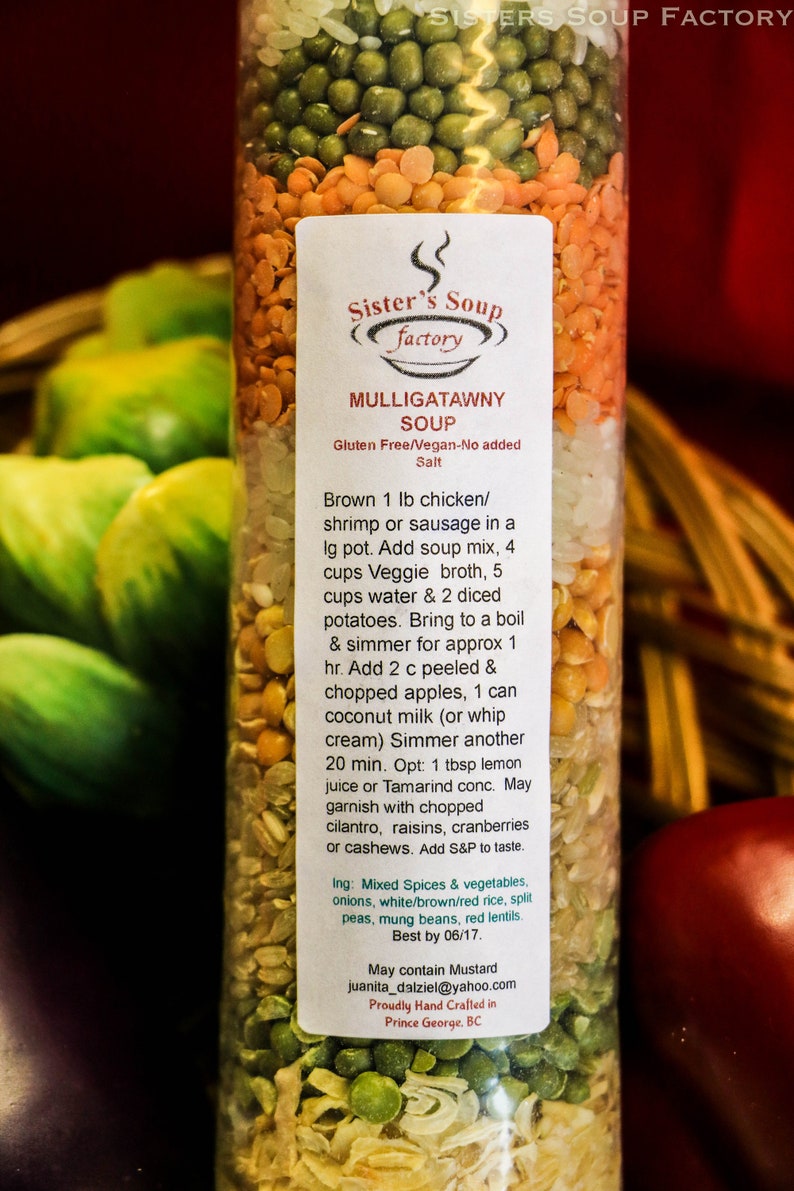 Sisters Soup Factory
Sister's Soup
factory
MULLIGATAWNY
SOUP
Gluten Free/Vegan-No added
Salt
Brown 1 lb chicken/
shrimp or sausage in a
lg pot. Add soup mix, 4
cups Veggie broth, 5
cups water & 2 diced
potatoes. Bring to a boil
& simmer for approx 1
hr. Add 2 c peeled &
chopped apples, 1 can
coconut milk (or whip
cream) Simmer another
20 min. Opt: 1 tbsp lemon
juice or Tamarind conc. May
garnish with chopped
cilantro, raisins, cranberries
or cashews. Add S&P to taste.
Ing: Mixed Spices & vegetables,
onions, white/brown/red rice, split
peas, mung beans, red lentils.
Best by 06/17.
May contain Mustard
juanita_dalziel@yahoo.com
Proudly Hand Crafted in
Prince George, BC